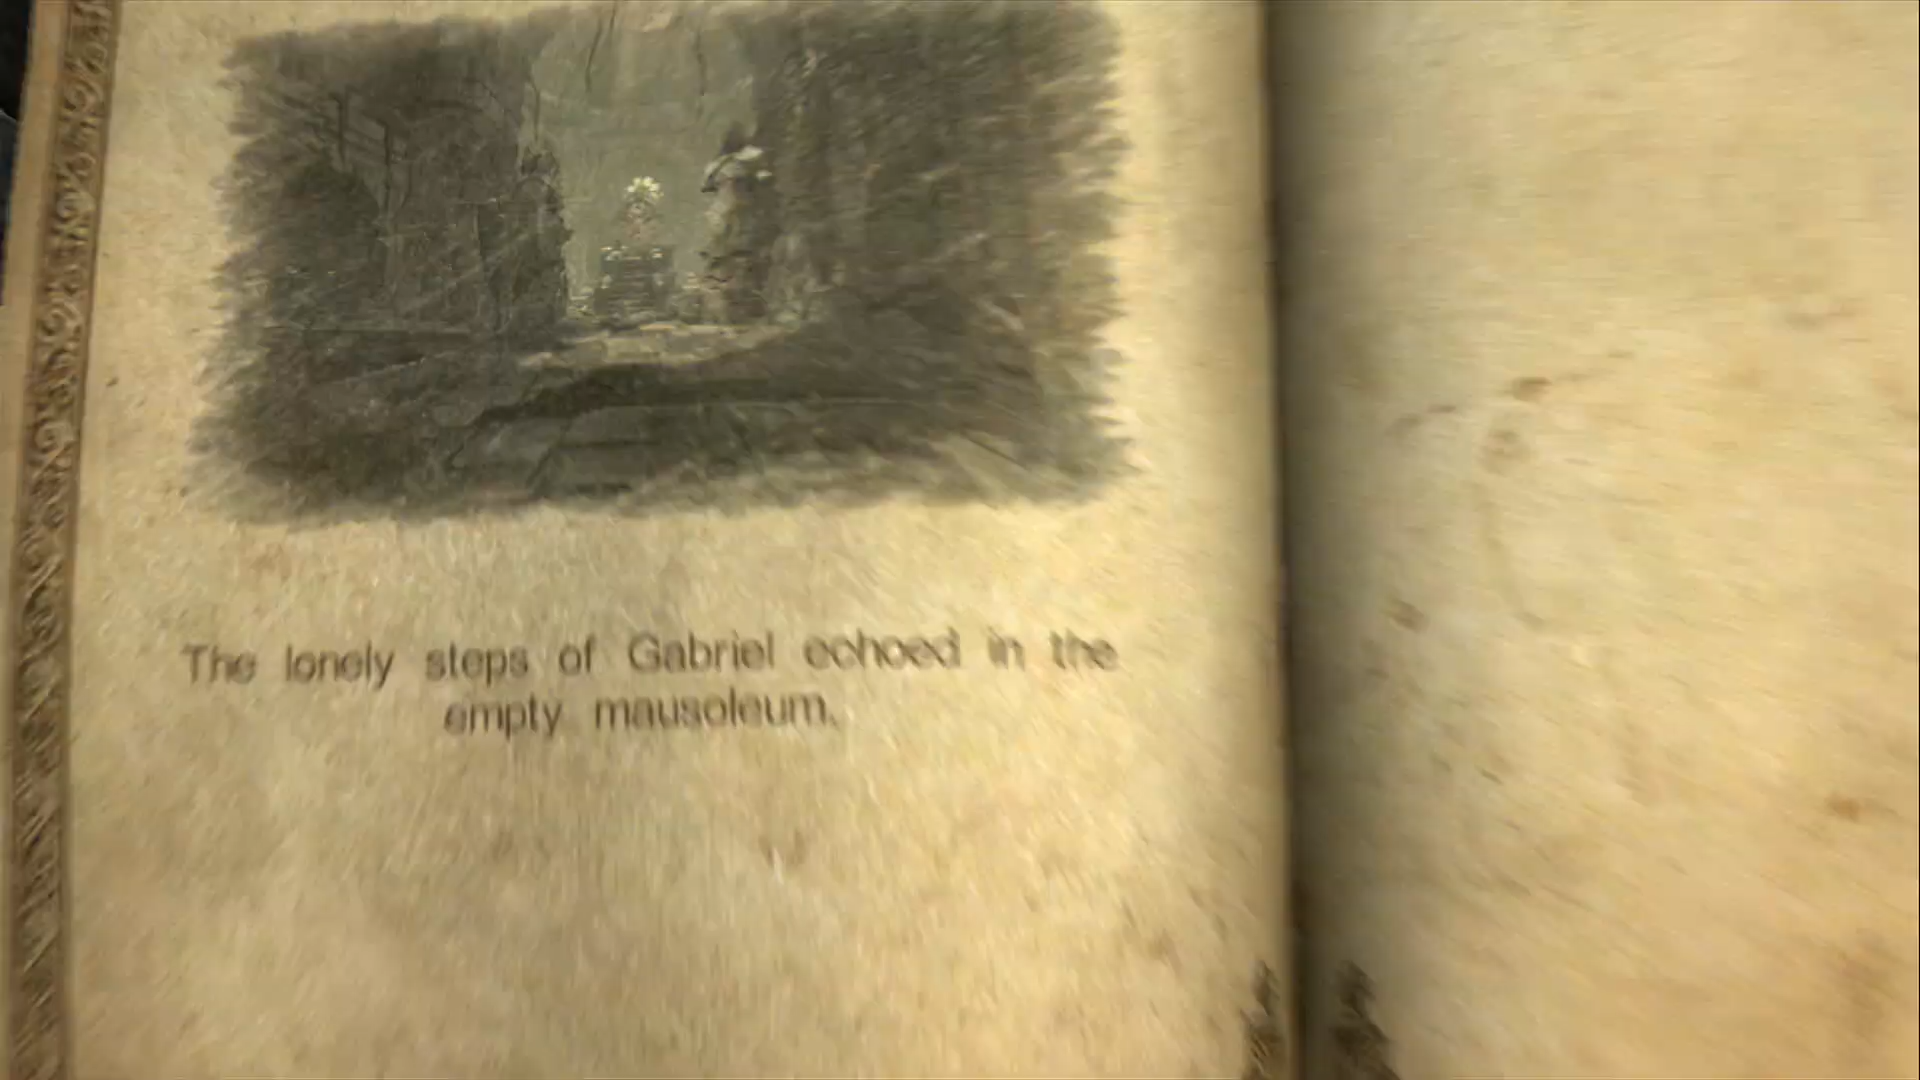 The lonely steps of Gabriel echoed in the
empty mausoleum.